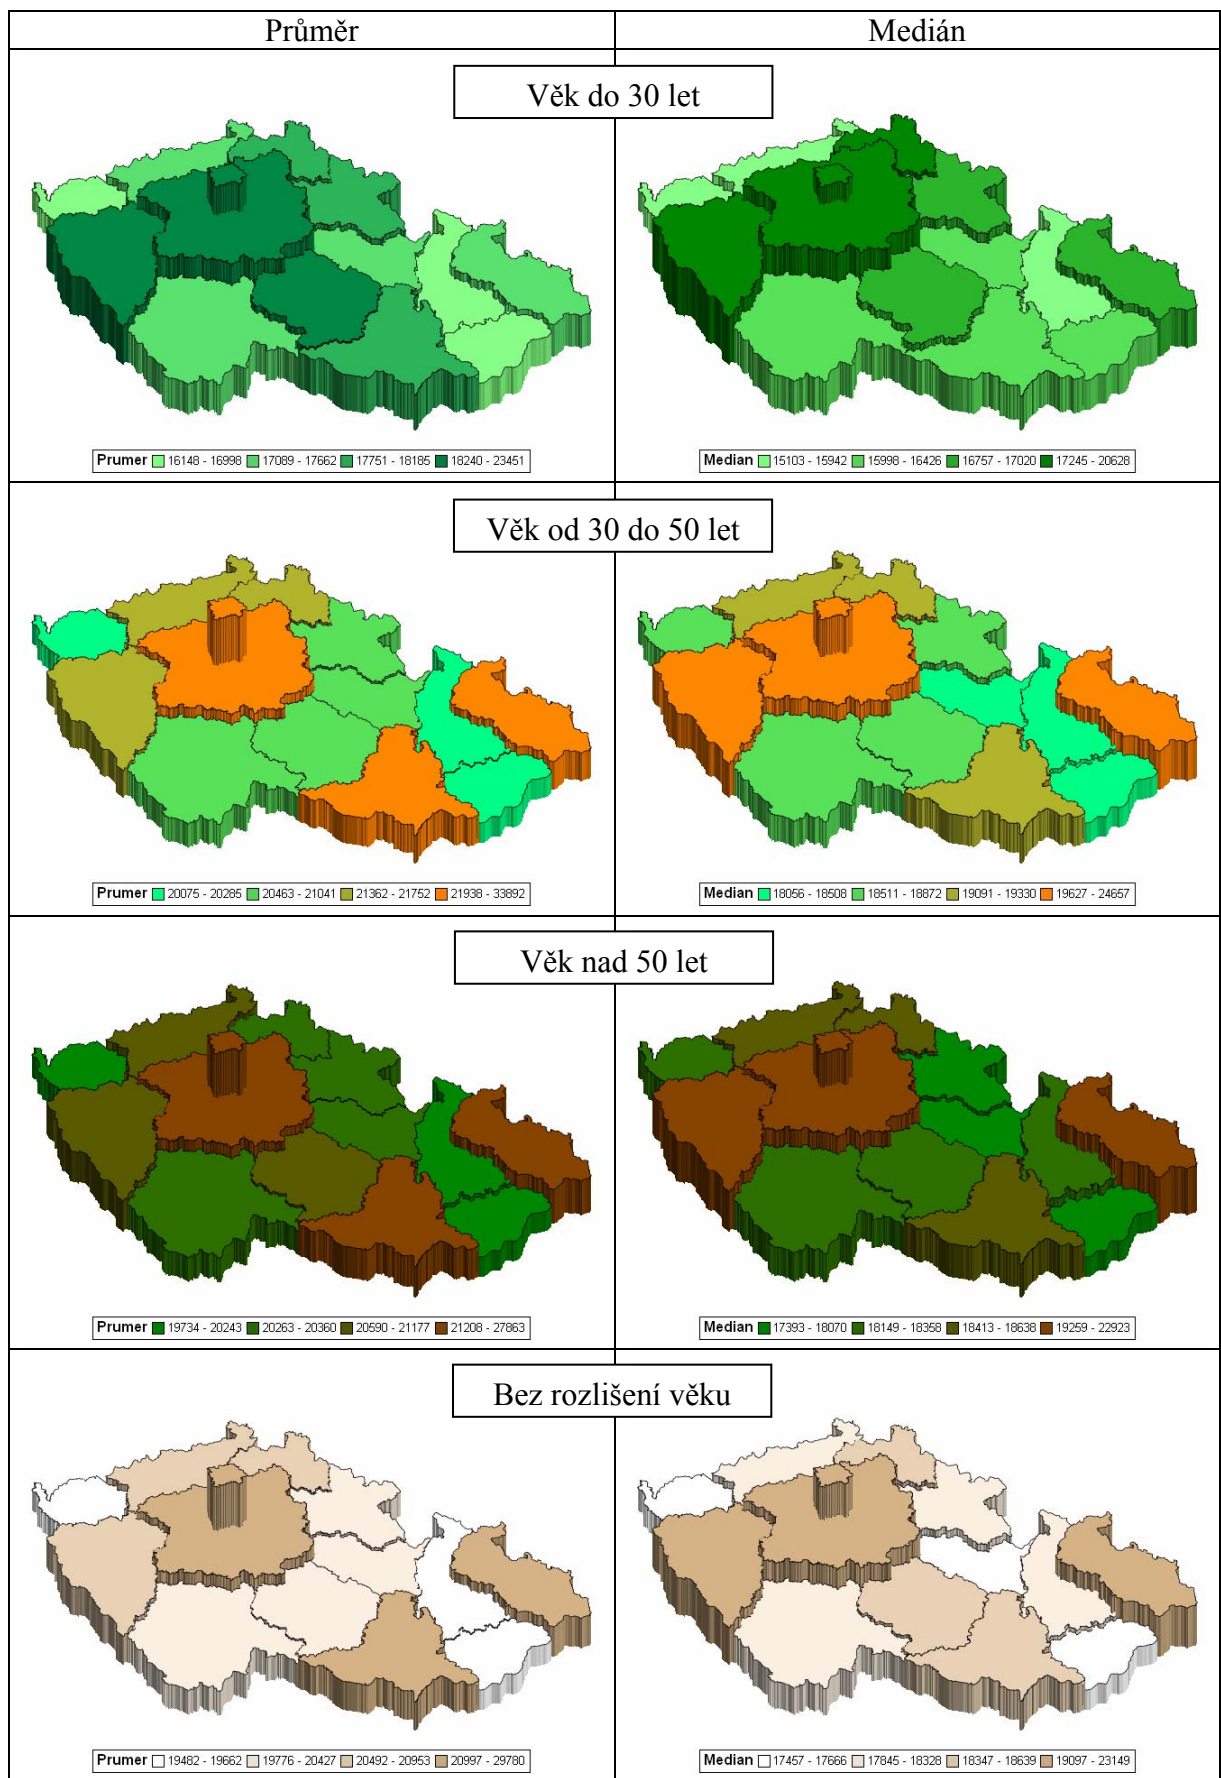 Průměr Medián
Věk do 30 let
Prumer 16148 - 16998 17089 - 17662 17751 - 18185 18240 - 23451
Median 15103 - 15942 15998 - 16426 16757 - 17020 17245 - 20628
Věk od 30 do 50 let
Prumer 20075 - 20285 20463 - 21041 21362 - 21752 21938 - 33892
Median 18056 - 18508 18511 - 18872 19091 - 19330 19627 - 24657
Věk nad 50 let
Prumer 19734 - 20243 20263 - 20360 20590 - 21177 21208 - 27863
Median 17393 - 18070 18149 - 18358 18413 - 18638 19259 - 22923
Bez rozlišení věku
Prumer 19482 - 19662 19776 - 20427 20492 - 20953 20997 - 29780
Median 17457 - 17666 17845 - 18328 18347 - 18639 19097 - 23149